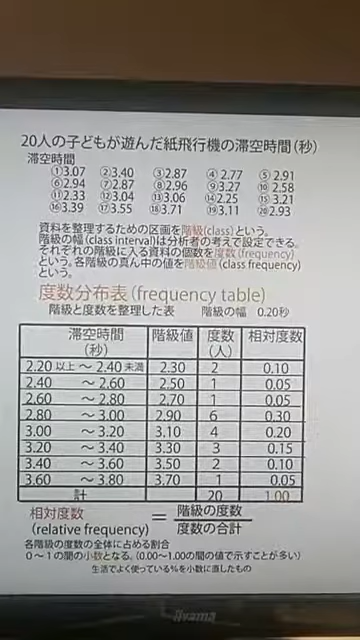 20人の子どもが遊んだ紙飛行機の滞空時間(秒)
滞空時間
①3.07 ②3.40 ③2.87 ④2.77 ⑤2.91
⑥2.94 ⑦2.87 ⑧2.96 ⑨3.27 ⑩2.58
⑪2.33 ⑫3.04 ⑬3.06 ⑭2.25 ⑮3.21
⑯3.39 ⑰3.55 ⑱3.71 ⑲3.11 ⑳2.93
資料を整理するための区画を階級(class)という。
階級の幅(class interval)は分析者の考えで設定できる。
それぞれの階級に入る資料の個数を度数(frequency)
という。各階級の真ん中の値を階級値(class frequency)
という。
度数分布表(frequency table)
階級と度数を整理した表 階級の幅 0.20秒
滞空時間(秒) 階級値 度数(人) 相対度数
2.20以上〜2.40未満 2.30 2 0.10
2.40 〜2.60 2.50 1 0.05
2.60 〜2.80 2.70 1 0.05
2.80 〜3.00 2.90 6 0.30
3.00 〜3.20 3.10 4 0.20
3.20 〜3.40 3.30 3 0.15
3.40 〜3.60 3.50 2 0.10
3.60 〜3.80 3.70 1 0.05
計 20 1.00
相対度数(relative frequency) = 階級の度数 / 度数の合計
各階級の度数の全体に占める割合
0〜1の間の小数となる。(0.00〜1.00の間の値で示すことが多い)
生活でよく使っている%を小数に直したもの
iiyama